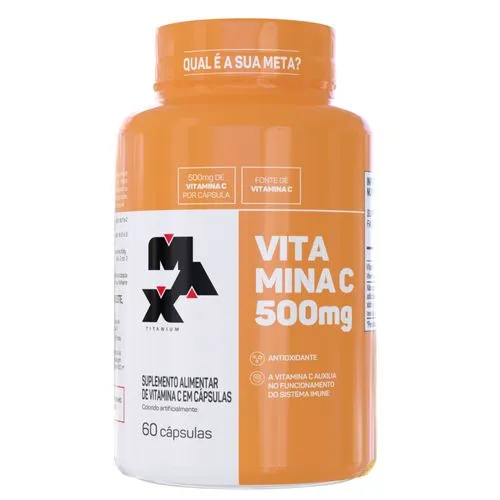 QUAL É A SUA META?
500mg DE
VITAMINA C
POR CÁPSULA
FONTE DE
VITAMINA C
MAX
TITANIUM
VITA
MINA C
500mg
ANTIOXIDANTE
A VITAMINA C AUXILIA
NO FUNCIONAMENTO
DO SISTEMA IMUNE
SUPLEMENTO ALIMENTAR
DE VITAMINA C EM CÁPSULAS
Colorido artificialmente.
60 cápsulas